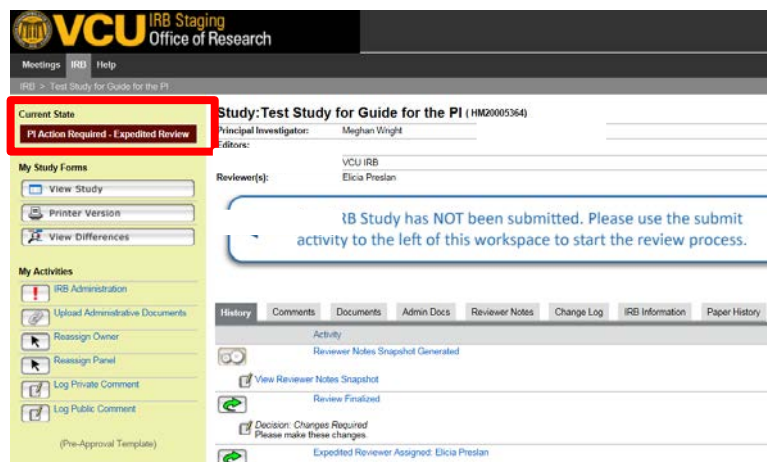 VCU IRB Staging
Office of Research
Meetings IRB Help
IRB > Test Study for Guide for the PI
Current State
PI Action Required - Expedited Review
My Study Forms
View Study
Printer Version
View Differences
My Activities
IRB Administration
Upload Administrative Documents
Reassign Owner
Reassign Panel
Log Private Comment
Log Public Comment
(Pre-Approval Template)
Study:Test Study for Guide for the PI (HM20005364)
Principal Investigator: Meghan Wright
Editors:
VCU IRB
Reviewer(s): Elicia Preslan
RB Study has NOT been submitted. Please use the submit
activity to the left of this workspace to start the review process.
History Comments Documents Admin Docs Reviewer Notes Change Log IRB Information Paper History
Activity
Reviewer Notes Snapshot Generated
View Reviewer Notes Snapshot
Review Finalized
Decision: Changes Required
Please make these changes.
Expedited Reviewer Assigned: Elicia Preslan